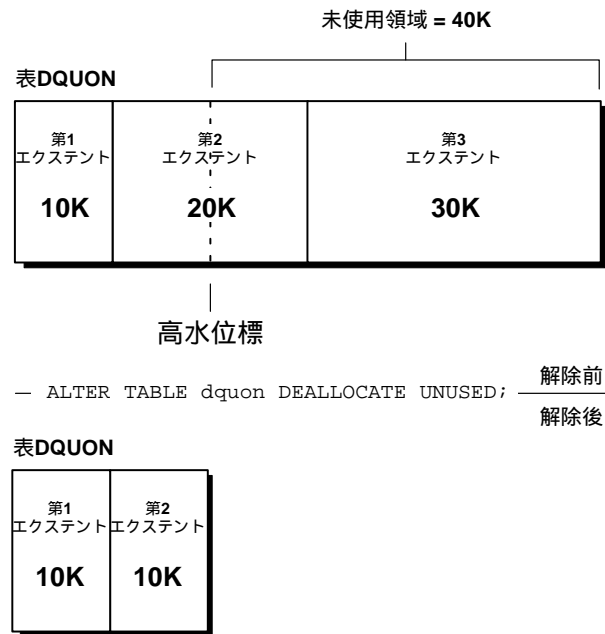 未使用領域 = 40K
表DQUON
第1
エクステント
10K
第2
エクステント
20K
第3
エクステント
30K
高水位標
ALTER TABLE dquon DEALLOCATE UNUSED;
解除前
解除後
表DQUON
第1
エクステント
10K
第2
エクステント
10K